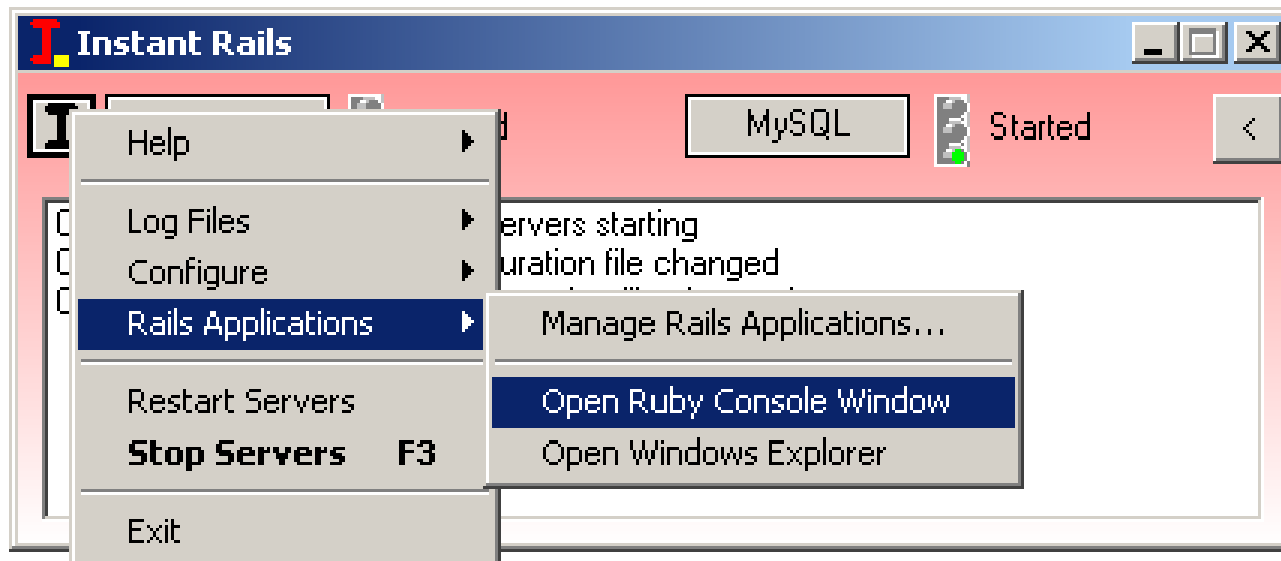 Instant Rails
MySQL
Started
<
Help
Log Files
ervers starting
Configure
uration file changed
Rails Applications
Manage Rails Applications...
Restart Servers
Open Ruby Console Window
Stop Servers F3
Open Windows Explorer
Exit